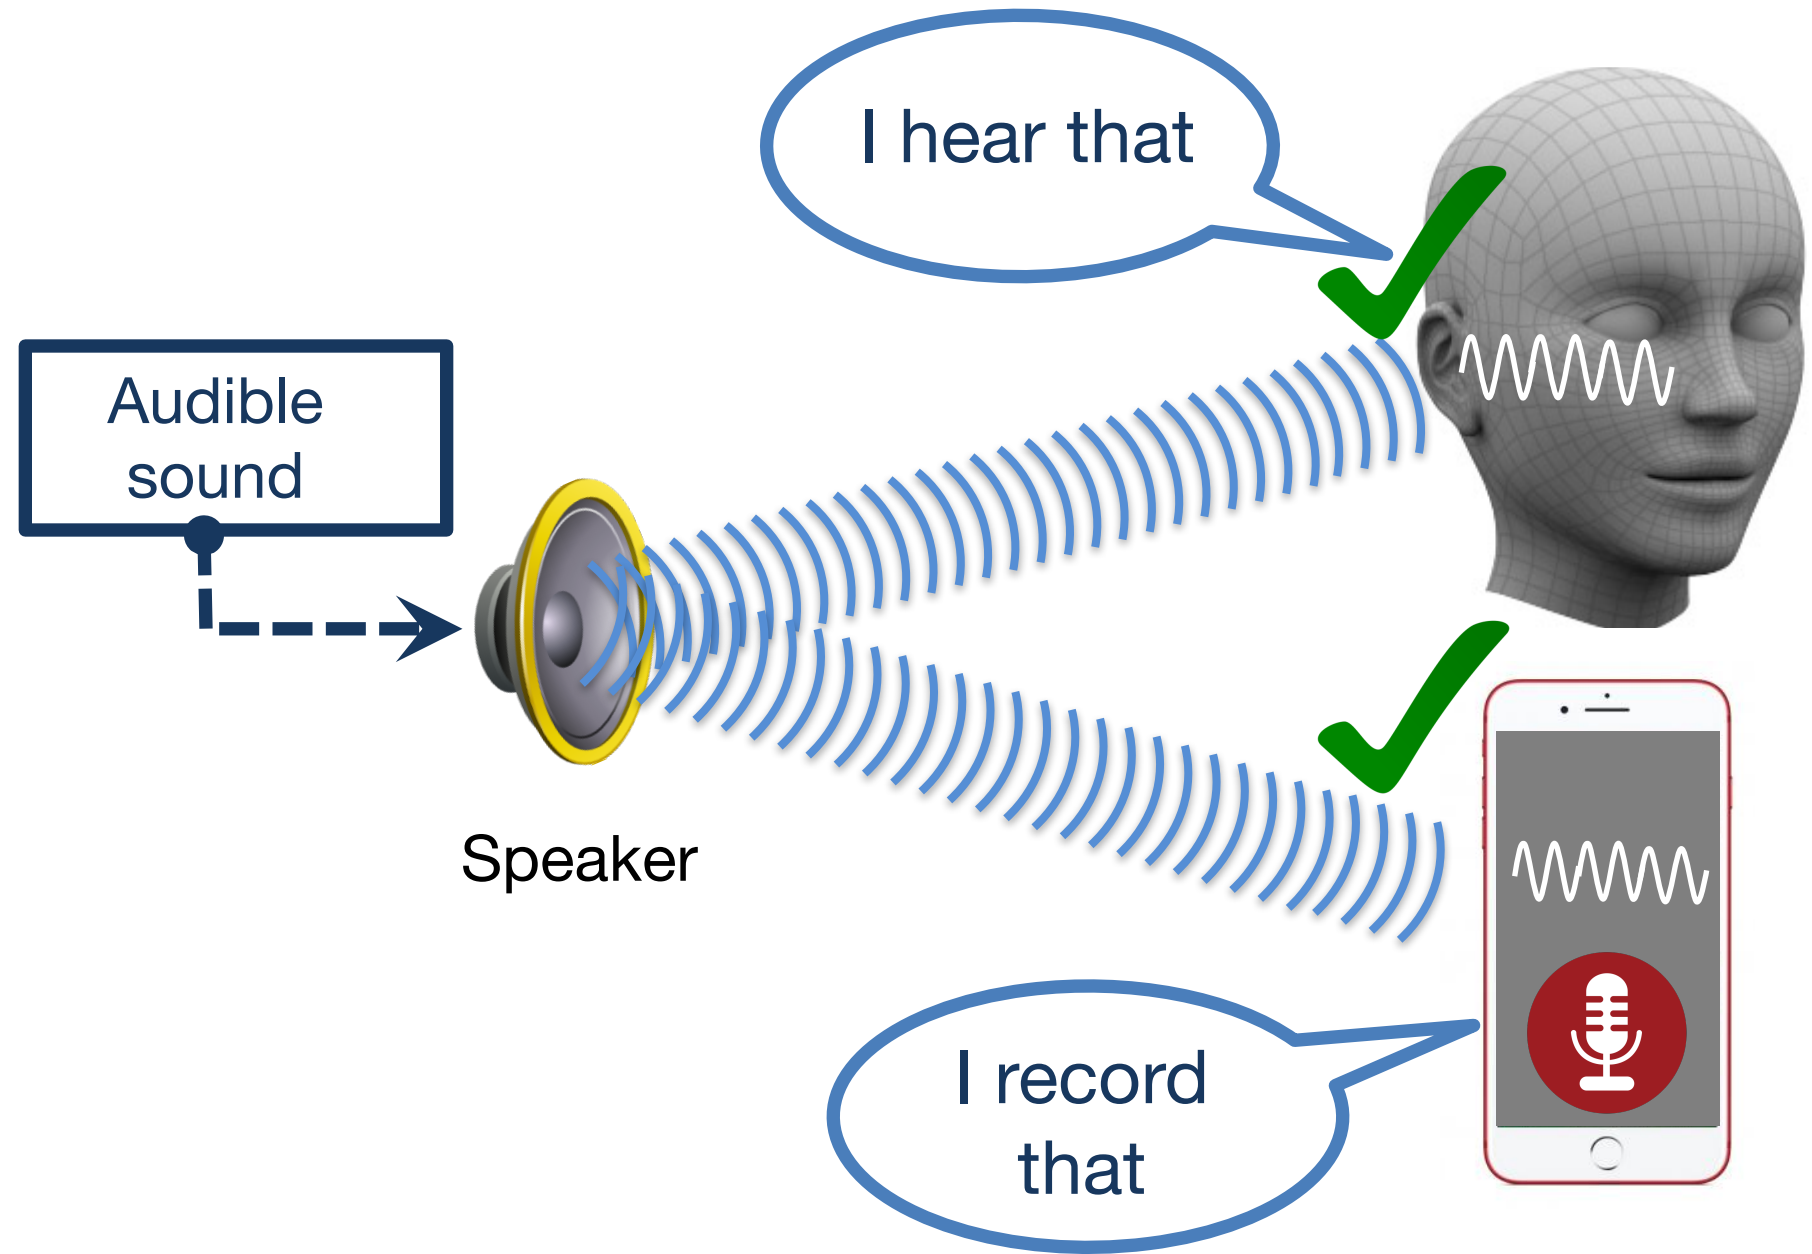 I hear that
Audible
sound
Speaker
I record
that